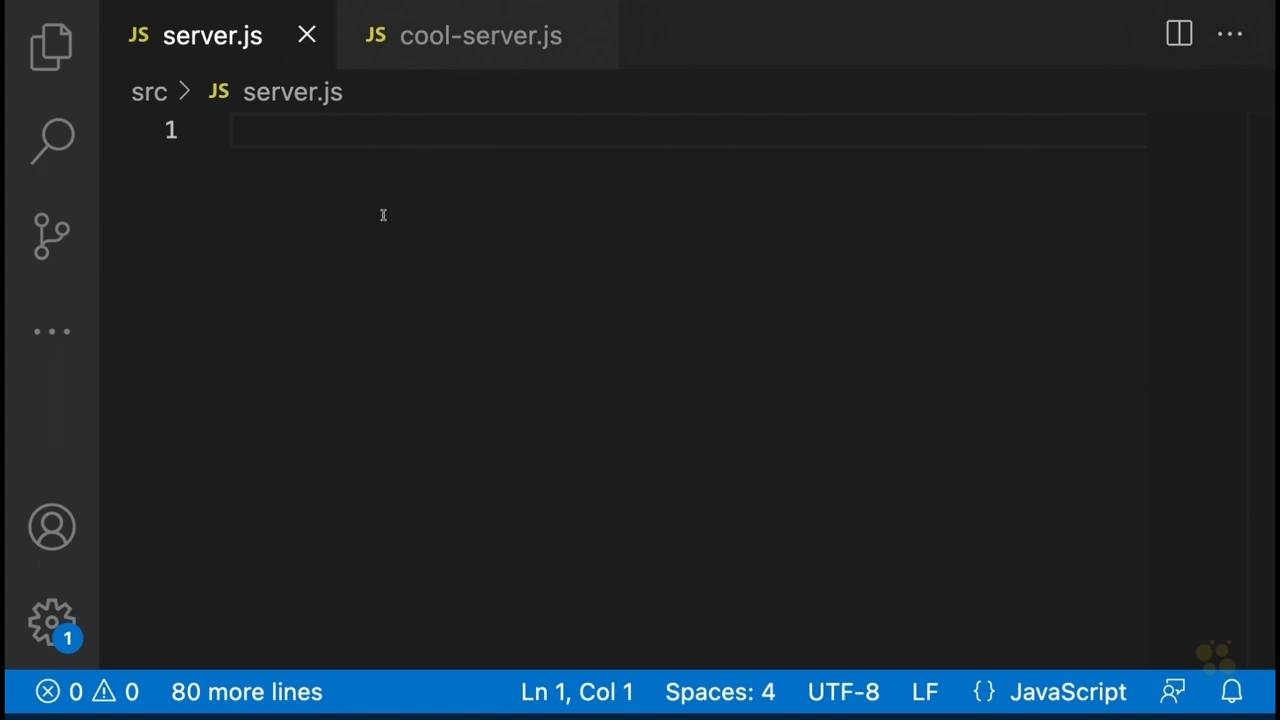 JS server.js JS cool-server.js
src > JS server.js
1
1
0 0 80 more lines Ln 1, Col 1 Spaces: 4 UTF-8 LF {} JavaScript